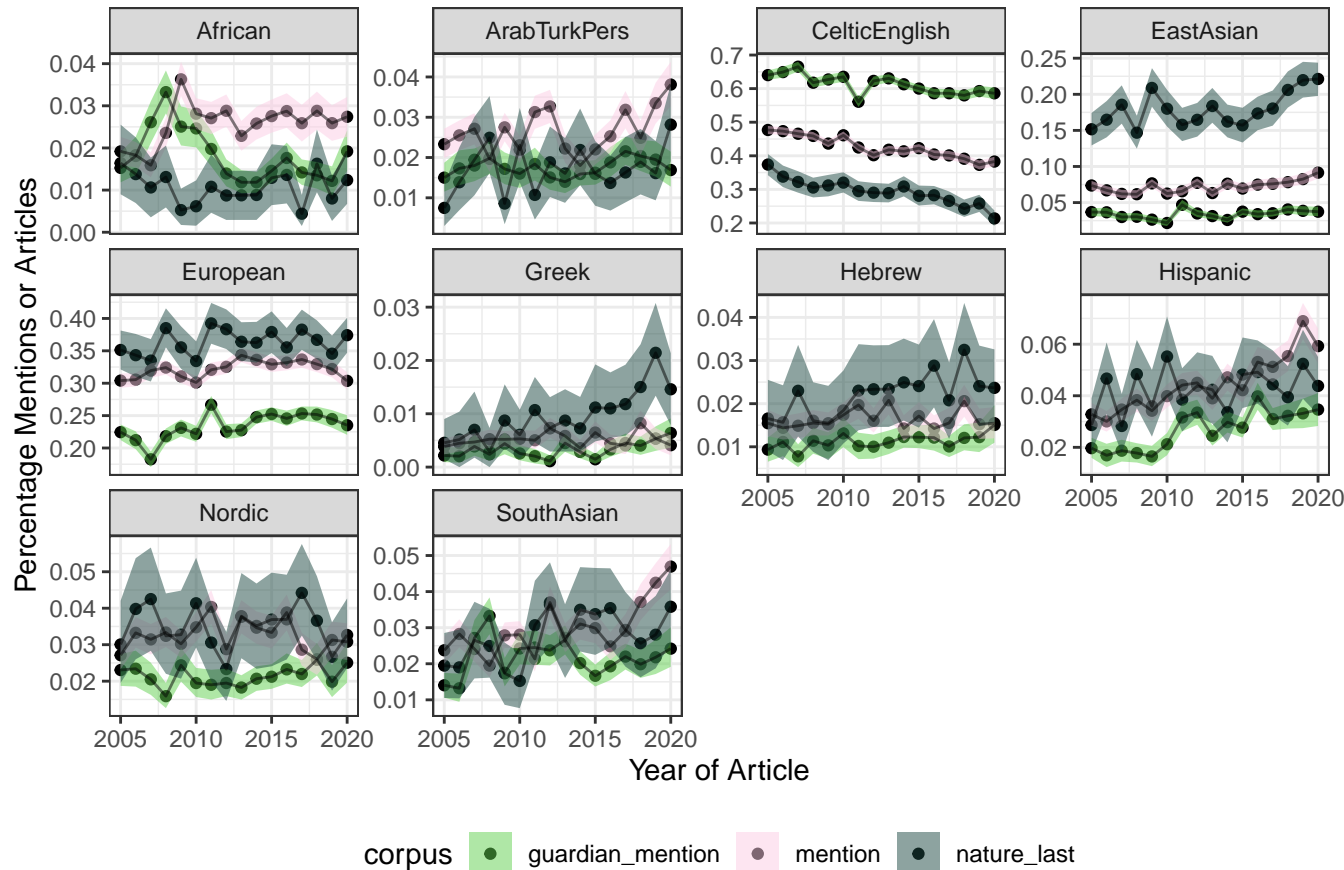 African
ArabTurkPers
CelticEnglish
EastAsian
0.04
0.03
0.02
0.01
0.00
0.04
0.03
0.02
0.01
0.7
0.6
0.5
0.4
0.3
0.2
0.25
0.20
0.15
0.10
0.05
European
Greek
Hebrew
Hispanic
0.40
0.35
0.30
0.25
0.20
0.03
0.02
0.01
0.00
0.04
0.03
0.02
0.01
0.06
0.04
0.02
2005 2010 2015 2020
2005 2010 2015 2020
Nordic
SouthAsian
0.05
0.04
0.03
0.02
0.05
0.04
0.03
0.02
0.01
2005 2010 2015 2020
2005 2010 2015 2020
Percentage Mentions or Articles
Year of Article
corpus guardian_mention mention nature_last